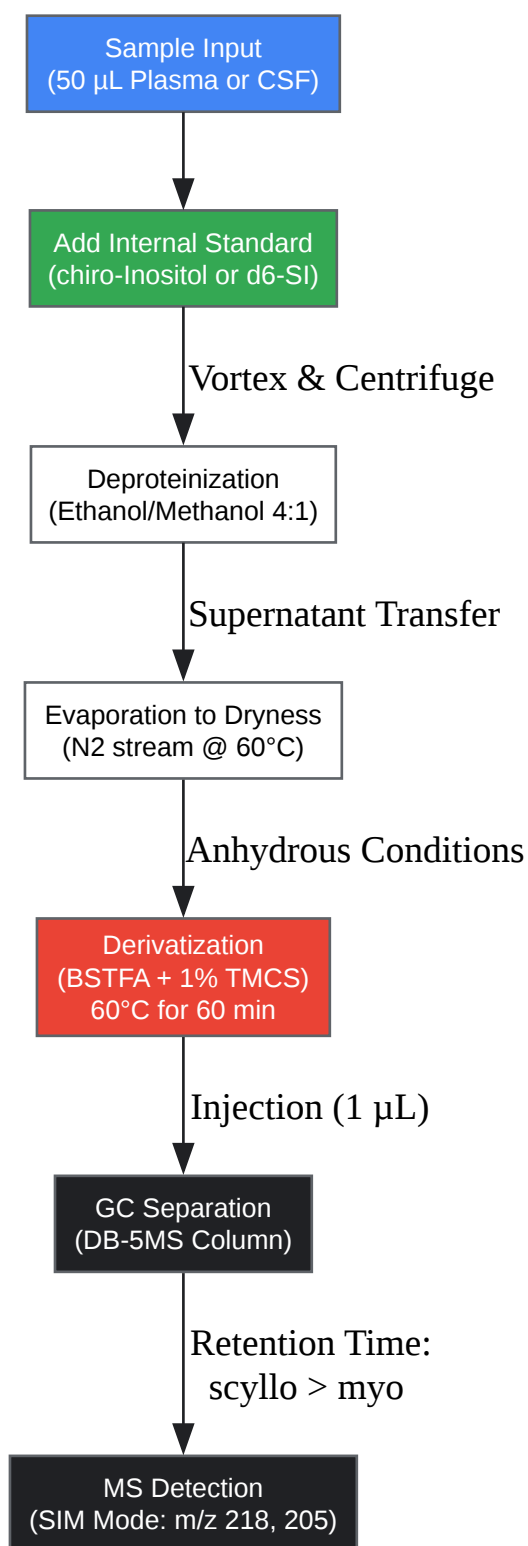 Sample Input
(50 µL Plasma or CSF)
Add Internal Standard
(chiro-Inositol or d6-SI)
Vortex & Centrifuge
Deproteinization
(Ethanol/Methanol 4:1)
Supernatant Transfer
Evaporation to Dryness
(N2 stream @ 60°C)
Anhydrous Conditions
Derivatization
(BSTFA + 1% TMCS)
60°C for 60 min
Injection (1 µL)
GC Separation
(DB-5MS Column)
Retention Time:
scyllo > myo
MS Detection
(SIM Mode: m/z 218, 205)